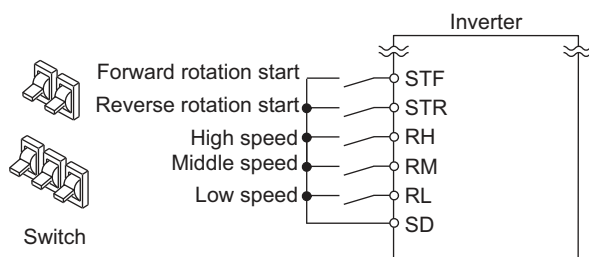 Inverter
Forward rotation start STF
Reverse rotation start STR
High speed RH
Middle speed RM
Low speed RL
SD
Switch